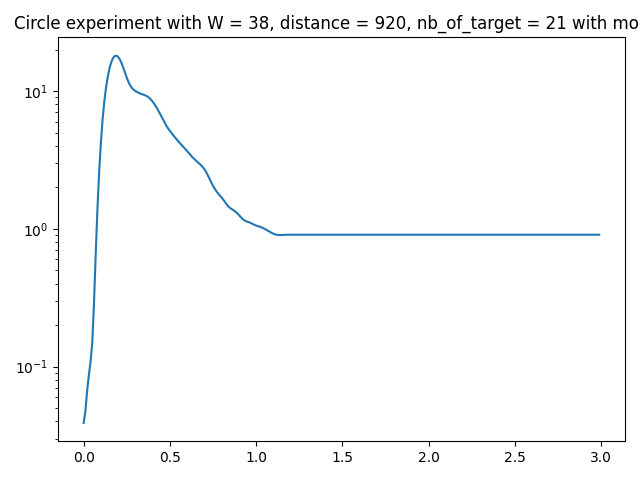 Circle experiment with W = 38, distance = 920, nb_of_target = 21 with mo
10¹
10⁰
10⁻¹
0.0 0.5 1.0 1.5 2.0 2.5 3.0